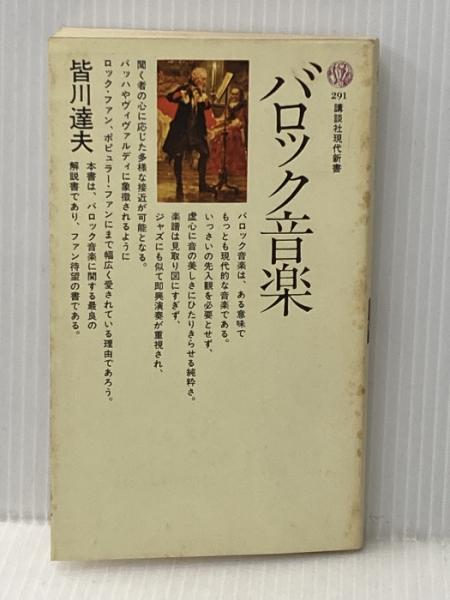 291
講談社現代新書
バロック音楽
バロック音楽は、ある意味で
もっとも現代的な音楽である。
いっさいの先入観を必要とせず、
虚心に音の美しさにひたりきらせる純粋さ。
楽譜は見取り図にすぎず、
ジャズにも似て即興演奏が重視され、
聞く者の心に応じた多様な接近が可能となる。
バッハやヴィヴァルディに象徴されるように
ロック・ファン、ポピュラー・ファンにまで幅広く愛されている理由であろう。
本書は、バロック音楽に関する最良の
解説書であり、ファン待望の書である。
皆川達夫